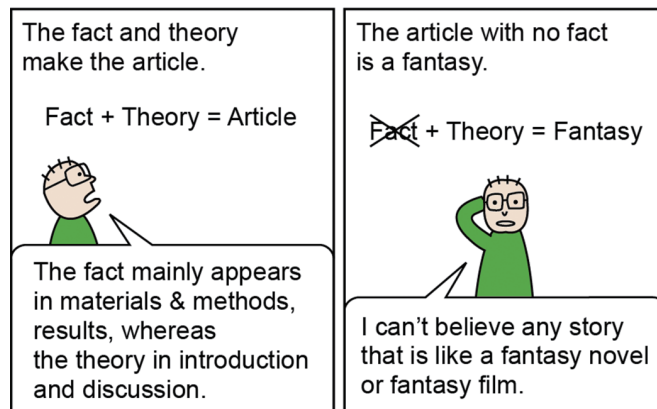 The fact and theory
make the article.
Fact + Theory = Article
The fact mainly appears
in materials & methods,
results, whereas
the theory in introduction
and discussion.
The article with no fact
is a fantasy.
Fact + Theory = Fantasy
I can’t believe any story
that is like a fantasy novel
or fantasy film.